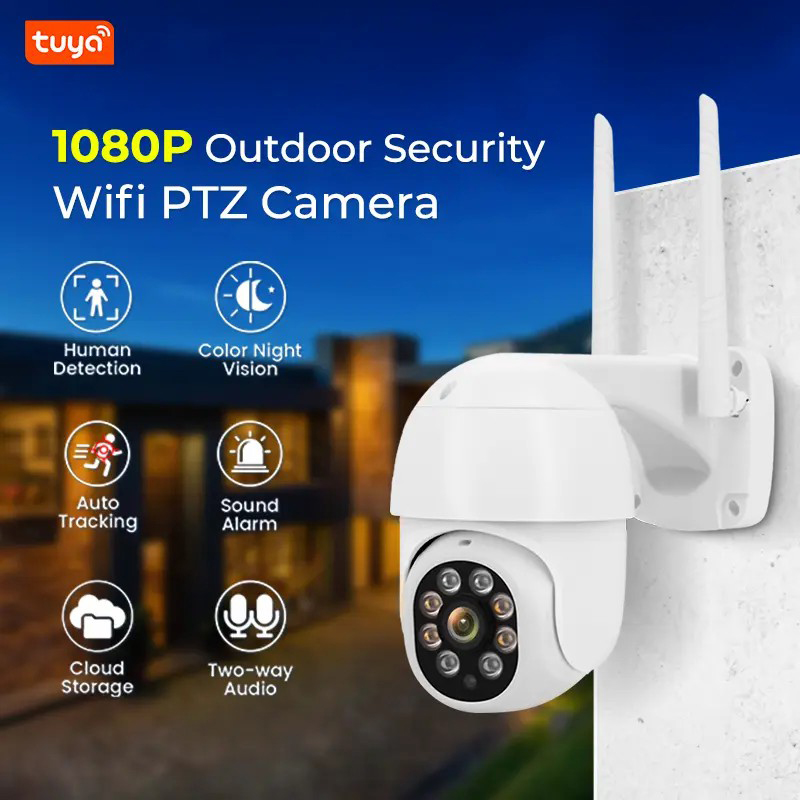 tuya
1080P Outdoor Security
Wifi PTZ Camera
Human
Detection
Color Night
Vision
Auto
Tracking
Sound
Alarm
Cloud
Storage
Two-way
Audio